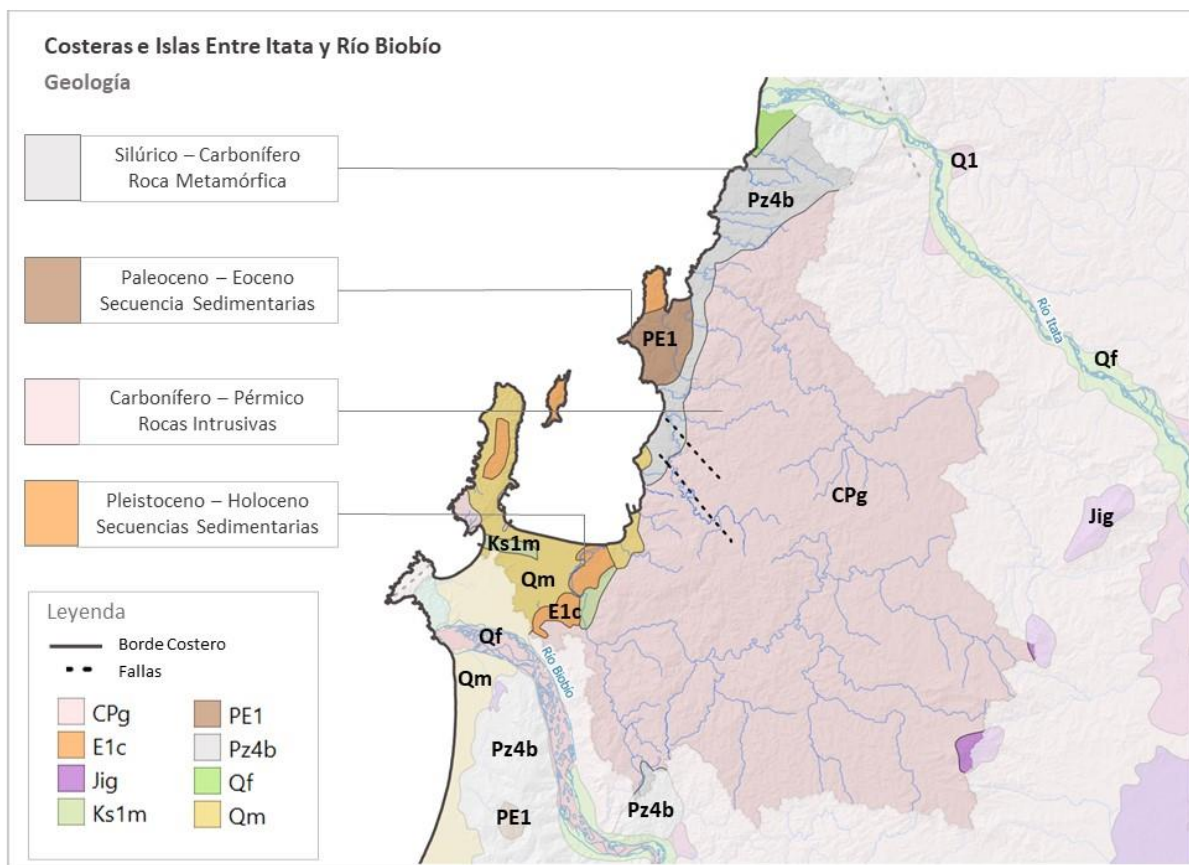 Costeras e Islas Entre Itata y Río Biobío
Geología
Silúrico – Carbonífero
Roca Metamórfica
Paleoceno – Eoceno
Secuencia Sedimentarias
Carbonífero – Pérmico
Rocas Intrusivas
Pleistoceno – Holoceno
Secuencias Sedimentarias
Q1
Pz4b
Río Itata
PE1
Qf
CPg
Jig
Ks1m
Qm
E1c
Qf
Río Biobío
Qm
Pz4b
Pz4b
PE1
Leyenda
Borde Costero
Fallas
CPg
PE1
E1c
Pz4b
Jig
Qf
Ks1m
Qm